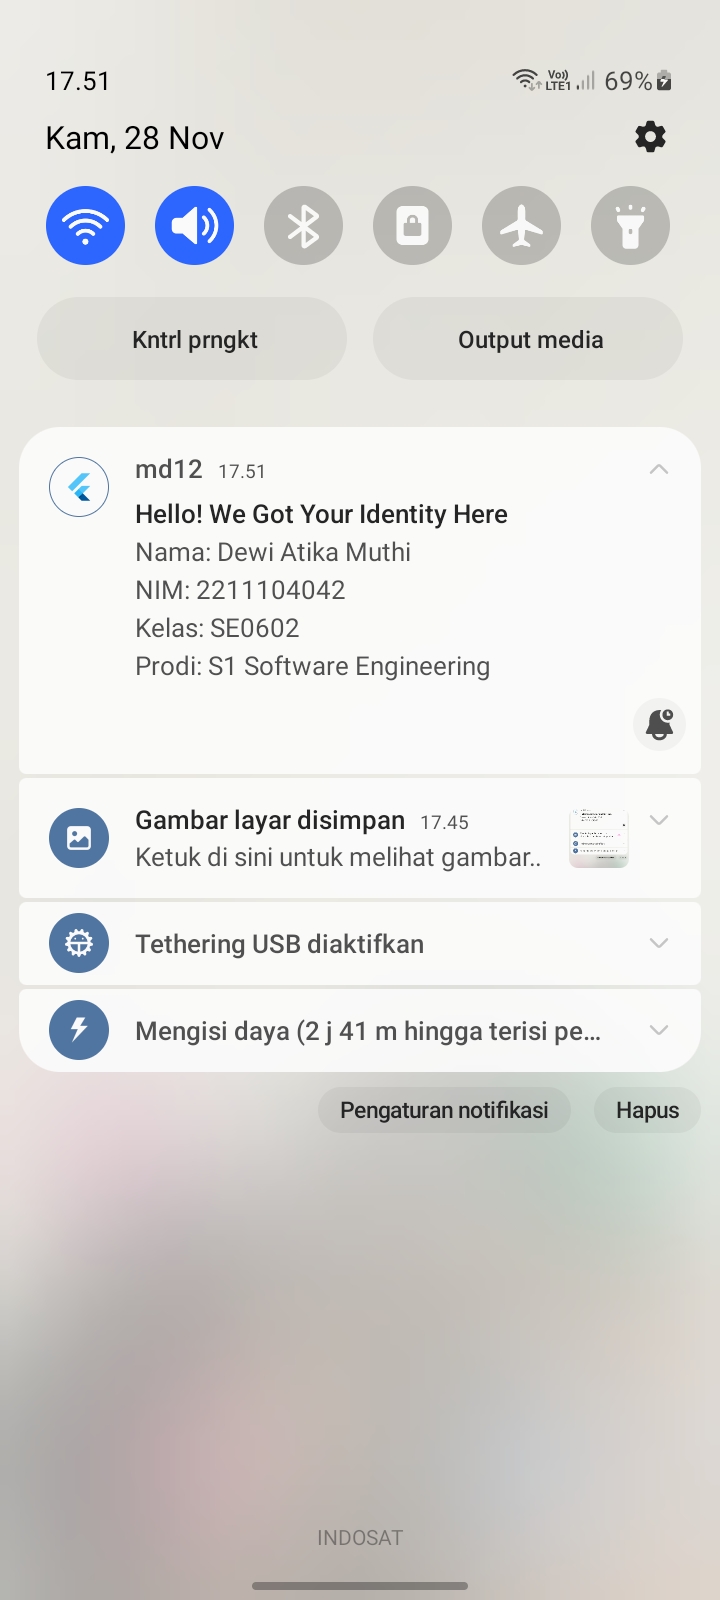 17.51
Vo))
LTE1
69%
Kam, 28 Nov
Kntrl prngkt
Output media
md12 17.51
Hello! We Got Your Identity Here
Nama: Dewi Atika Muthi
NIM: 2211104042
Kelas: SE0602
Prodi: S1 Software Engineering
Gambar layar disimpan 17.45
Ketuk di sini untuk melihat gambar..
Tethering USB diaktifkan
Mengisi daya (2 j 41 m hingga terisi pe...
Pengaturan notifikasi
Hapus
INDOSAT